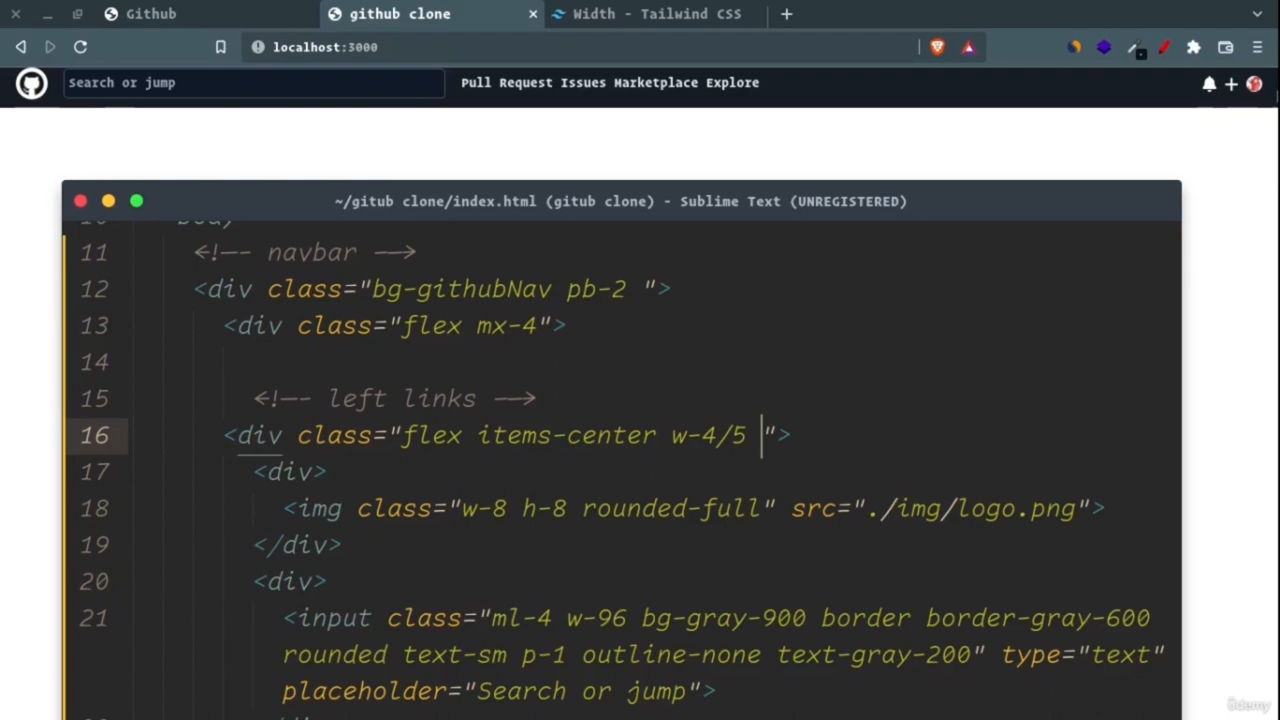 Github
github clone
Width - Tailwind CSS
localhost:3000
Search or jump
Pull Request Issues Marketplace Explore
~/gitub clone/index.html (gitub clone) - Sublime Text (UNREGISTERED)
11 <!-- navbar -->
12 <div class="bg-githubNav pb-2 ">
13 <div class="flex mx-4">
14
15 <!-- left links -->
16 <div class="flex items-center w-4/5 ">
17 <div>
18 <img class="w-8 h-8 rounded-full" src="./img/logo.png">
19 </div>
20 <div>
21 <input class="ml-4 w-96 bg-gray-900 border border-gray-600
rounded text-sm p-1 outline-none text-gray-200" type="text"
placeholder="Search or jump">
ûdemy